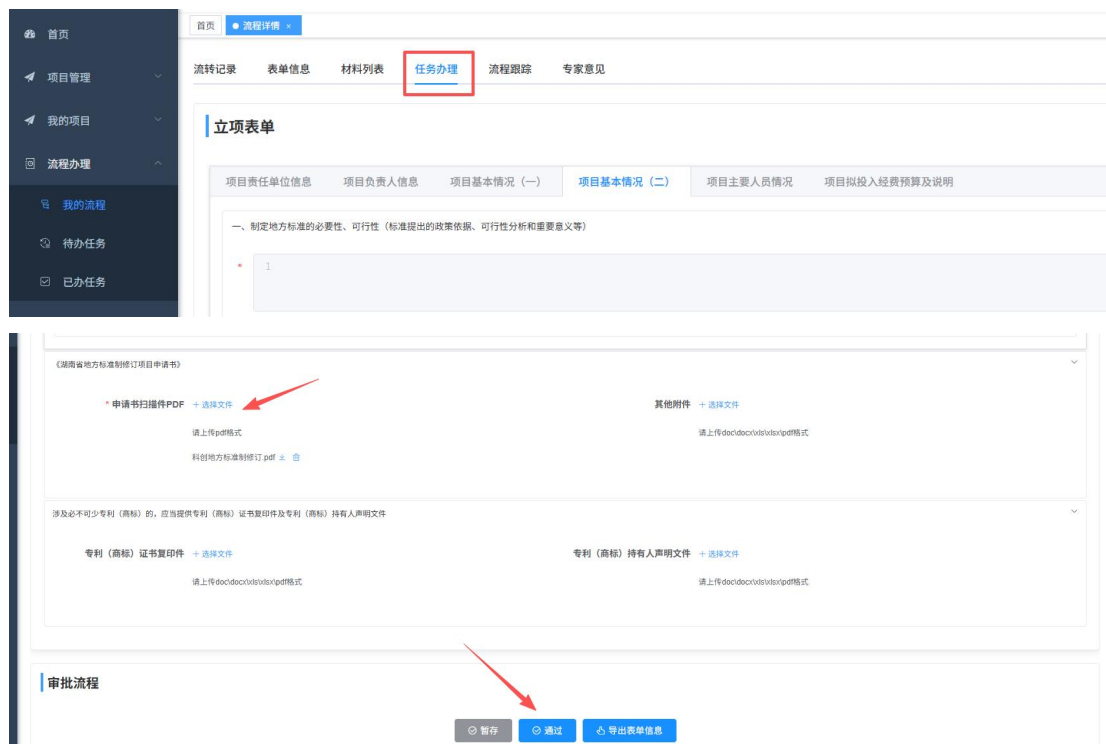 首页
项目管理
我的项目
流程办理
我的流程
待办任务
已办任务
首页 流程详情 ×
流转记录 表单信息 材料列表 任务办理 流程跟踪 专家意见
立项表单
项目责任单位信息 项目负责人信息 项目基本情况（一） 项目基本情况（二） 项目主要人员情况 项目拟投入经费预算及说明
一、制定地方标准的必要性、可行性（标准提出的政策依据、可行性分析和重要意义等）
* 1
《湖南省地方标准制修订项目申请书》
* 申请书扫描件PDF + 选择文件 其他附件 + 选择文件
请上传pdf格式 请上传doc\docx\xls\xlsx\pdf格式
科创地方标准制修订.pdf
涉及必不可少专利（商标）的，应当提供专利（商标）证书复印件及专利（商标）持有人声明文件
专利（商标）证书复印件 + 选择文件 专利（商标）持有人声明文件 + 选择文件
请上传doc\docx\xls\xlsx\pdf格式 请上传doc\docx\xls\xlsx\pdf格式
审批流程
暂存 通过 导出表单信息